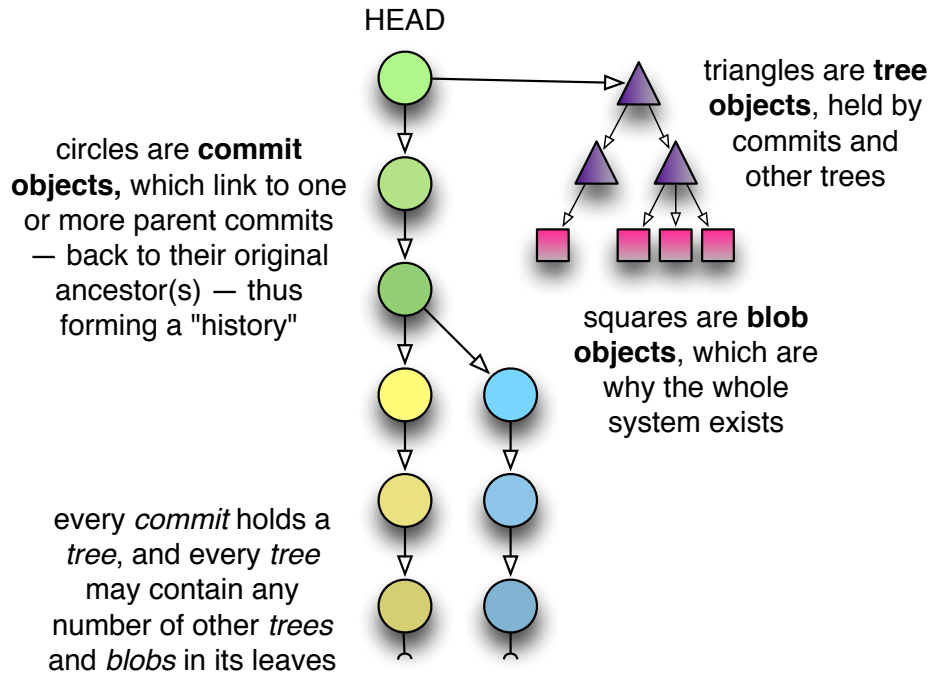 HEAD
triangles are tree
objects, held by
commits and
other trees
circles are commit
objects, which link to one
or more parent commits
— back to their original
ancestor(s) — thus
forming a "history"
squares are blob
objects, which are
why the whole
system exists
every commit holds a
tree, and every tree
may contain any
number of other trees
and blobs in its leaves